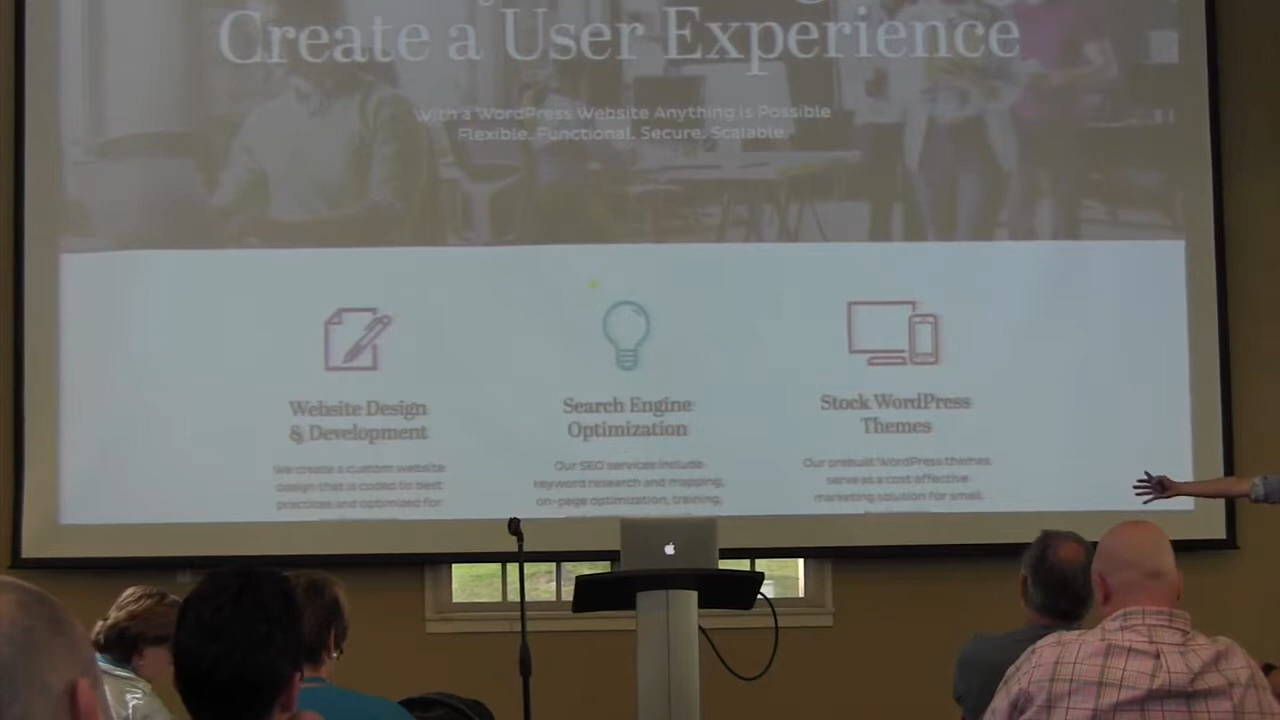 Create a User Experience
With a WordPress Website Anything is Possible
Flexible. Functional. Secure. Scalable.
Website Design
& Development
We create a custom website
design that is coded to best
practices and optimized for
Search Engine
Optimization
Our SEO services include
keyword research and mapping,
on-page optimization, training,
Stock WordPress
Themes
Our prebuilt WordPress themes
serve as a cost affective
marketing solution for small